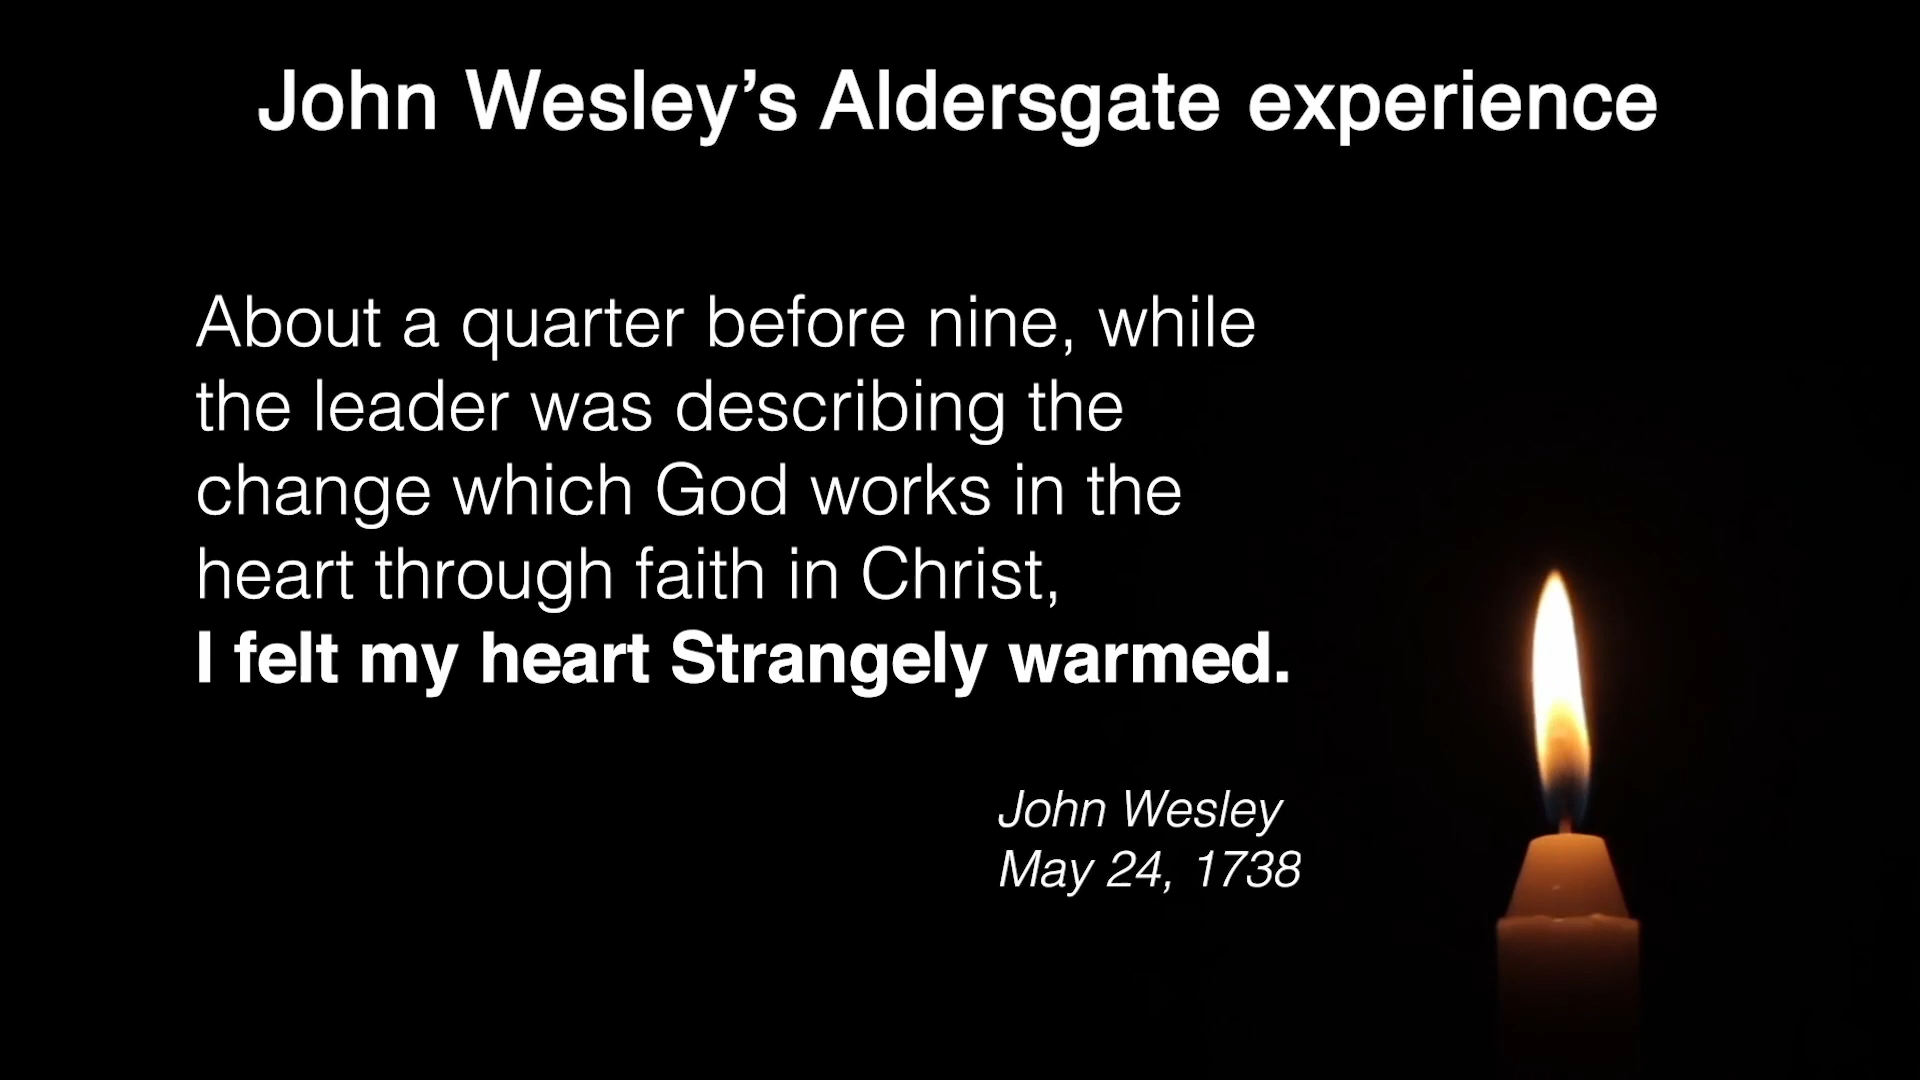 John Wesley’s Aldersgate experience
About a quarter before nine, while
the leader was describing the
change which God works in the
heart through faith in Christ,
I felt my heart Strangely warmed.
John Wesley
May 24, 1738